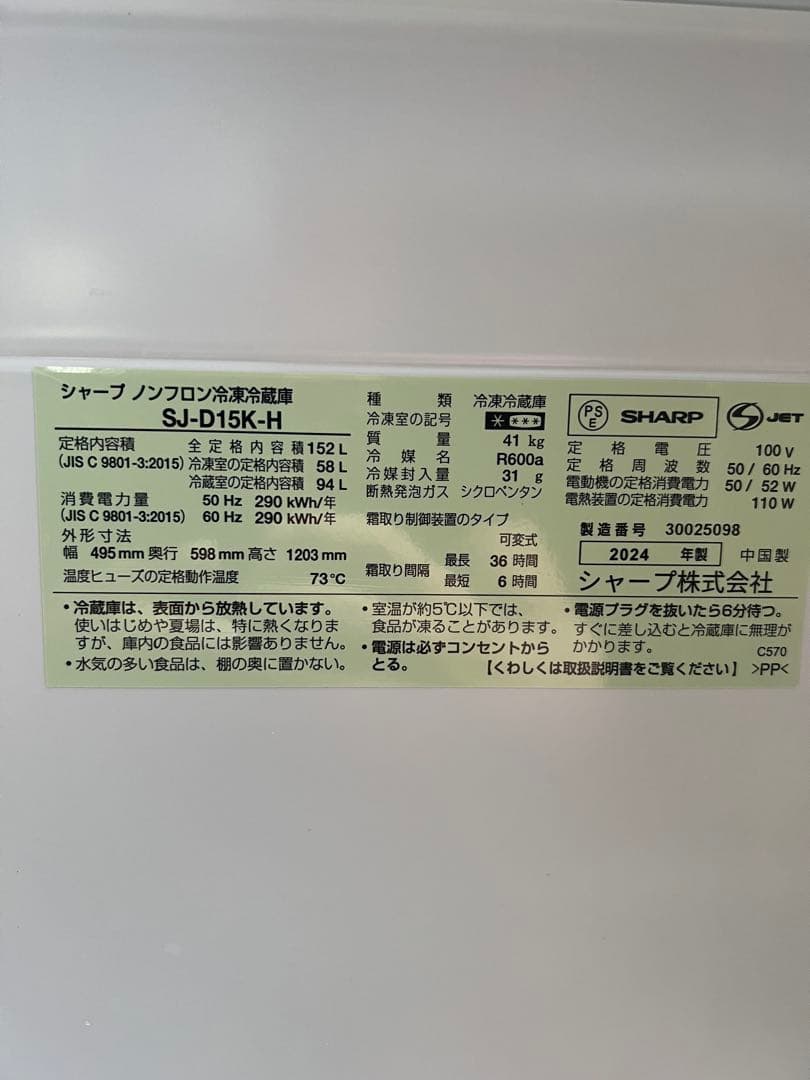 シャープ ノンフロン冷凍冷蔵庫
SJ-D15K-H
定格内容積 全定格内容積 152 L
(JIS C 9801-3:2015) 冷凍室の定格内容積 58 L
冷蔵室の定格内容積 94 L
消費電力量 50 Hz 290 kWh/年
(JIS C 9801-3:2015) 60 Hz 290 kWh/年
外形寸法
幅 495 mm 奥行 598 mm 高さ 1203 mm
温度ヒューズの定格動作温度 73℃
種類 冷凍冷蔵庫
冷凍室の記号 * ***
質量 41 kg
冷媒名 R600a
冷媒封入量 31 g
断熱発泡ガス シクロペンタン
霜取り制御装置のタイプ
可変式
霜取り間隔 最長 36 時間
最短 6 時間
PSE SHARP S JET
定格電圧 100 V
定格周波数 50 / 60 Hz
電動機の定格消費電力 50 / 52 W
電熱装置の定格消費電力 110 W
製造番号 30025098
2024 年製 中国製
シャープ株式会社
・冷蔵庫は、表面から放熱しています。
使いはじめや夏場は、特に熱くなりま
すが、庫内の食品には影響ありません。
・水気の多い食品は、棚の奥に置かない。
・室温が約5℃以下では、
食品が凍ることがあります。
・電源は必ずコンセントから
とる。
・電源プラグを抜いたら6分待つ。
すぐに差し込むと冷蔵庫に無理が
かかります。 C570
【くわしくは取扱説明書をご覧ください】 >PP<